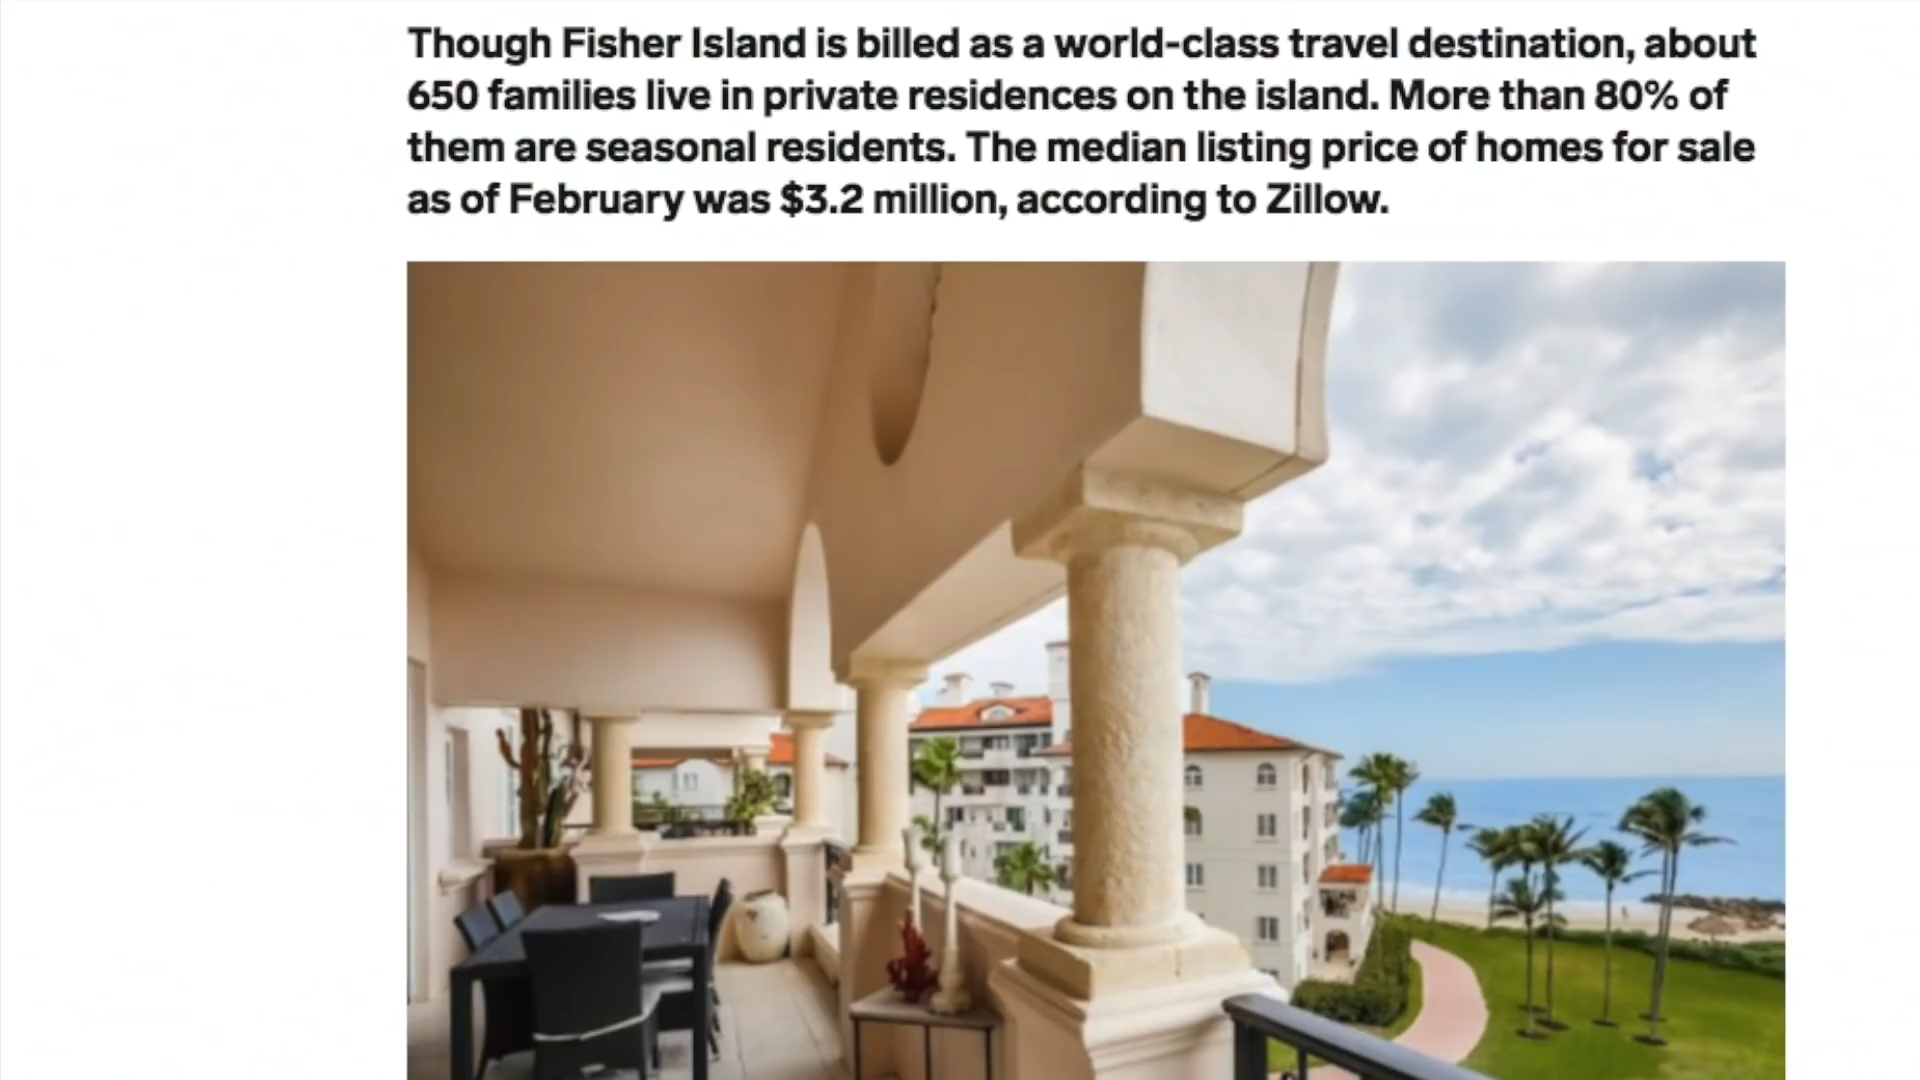 Though Fisher Island is billed as a world-class travel destination, about
650 families live in private residences on the island. More than 80% of
them are seasonal residents. The median listing price of homes for sale
as of February was $3.2 million, according to Zillow.